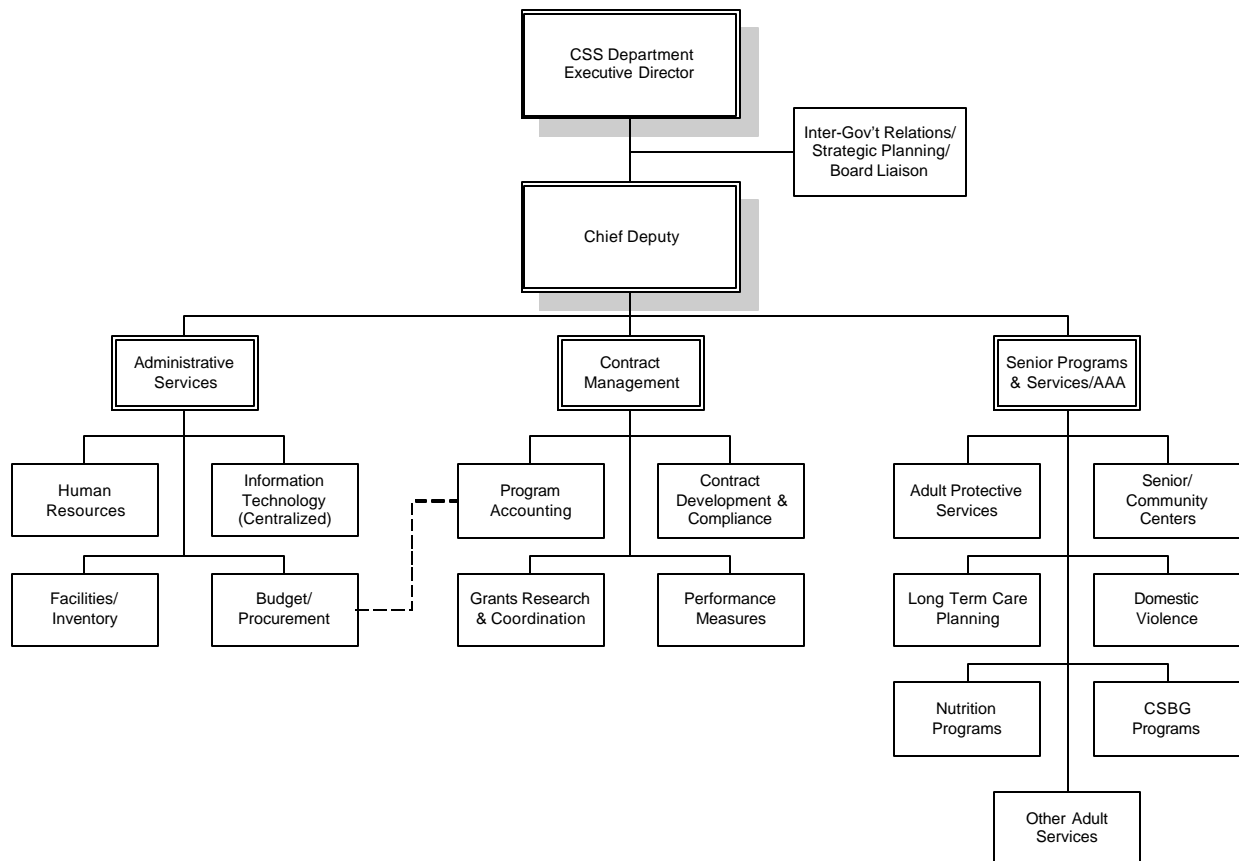 CSS Department
Executive Director
Inter-Gov't Relations/
Strategic Planning/
Board Liaison
Chief Deputy
Administrative
Services
Contract
Management
Senior Programs
& Services/AAA
Human
Resources
Information
Technology
(Centralized)
Program
Accounting
Contract
Development &
Compliance
Adult Protective
Services
Senior/
Community
Centers
Facilities/
Inventory
Budget/
Procurement
Grants Research
& Coordination
Performance
Measures
Long Term Care
Planning
Domestic
Violence
Nutrition
Programs
CSBG
Programs
Other Adult
Services